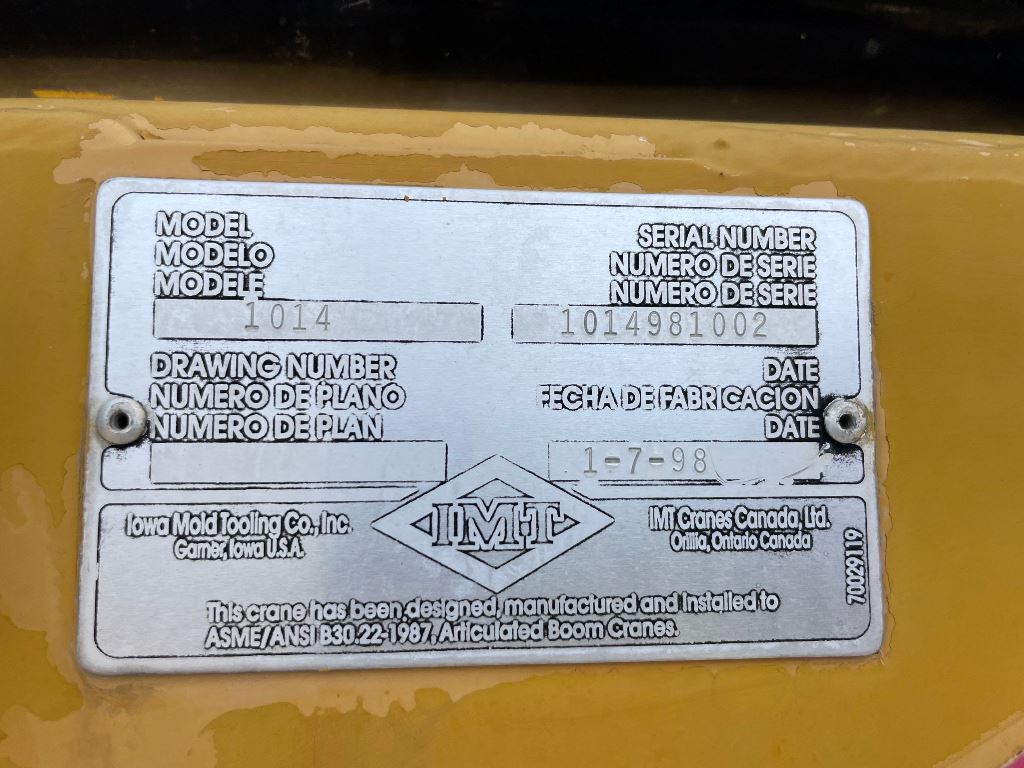 MODEL
MODELO
MODELE
1014
SERIAL NUMBER
NUMERO DE SERIE
NUMERO DE SERIE
1014981002
DRAWING NUMBER
NUMERO DE PLANO
NUMERO DE PLAN
DATE
FECHA DE FABRICACION
DATE
1-7-98
Iowa Mold Tooling Co., Inc.
Garner, Iowa U.S.A.
IMT
IMT Cranes Canada, Ltd.
Orillia, Ontario Canada
70029119
This crane has been designed, manufactured and installed to
ASME/ANSI B30.22-1987, Articulated Boom Cranes.